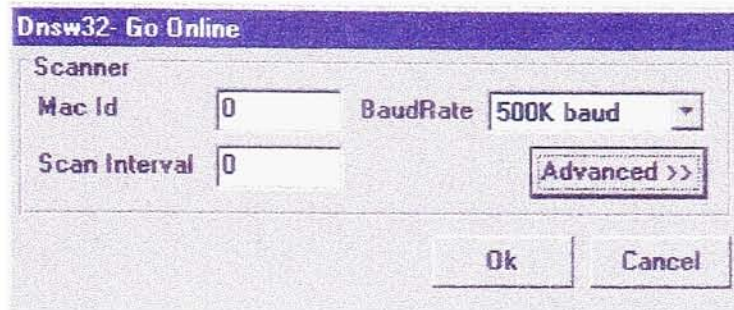 Dnsw32- Go Online
Scanner
Mac Id 0 BaudRate 500K baud
Scan Interval 0 Advanced >>
Ok Cancel